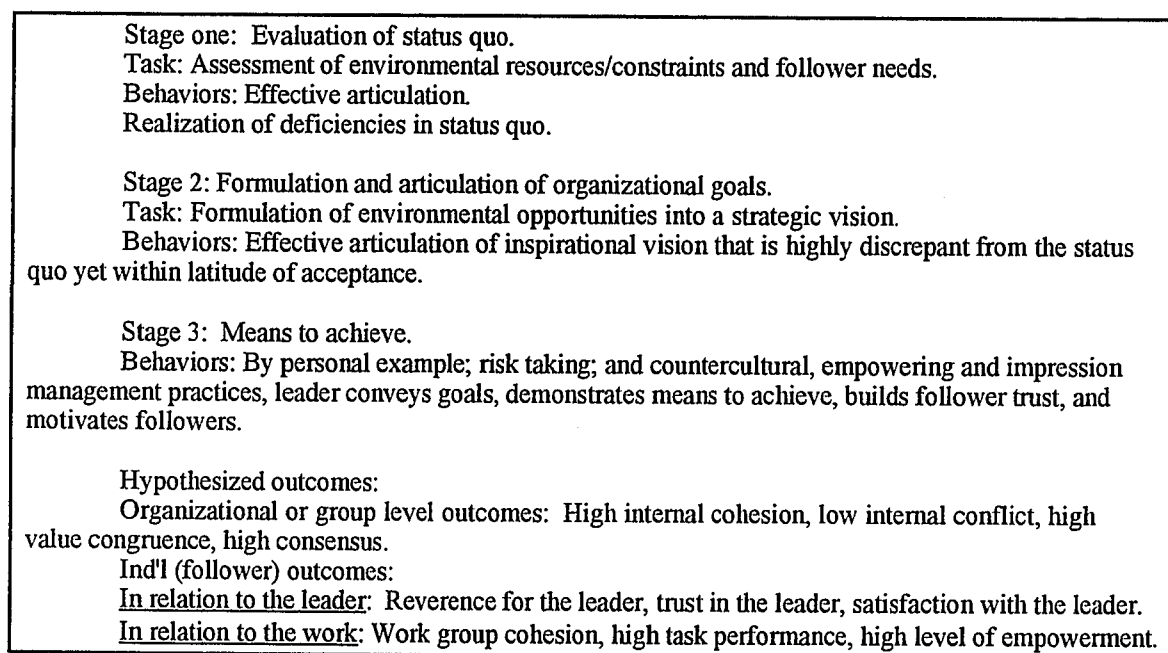 Stage one: Evaluation of status quo.
Task: Assessment of environmental resources/constraints and follower needs.
Behaviors: Effective articulation.
Realization of deficiencies in status quo.
Stage 2: Formulation and articulation of organizational goals.
Task: Formulation of environmental opportunities into a strategic vision.
Behaviors: Effective articulation of inspirational vision that is highly discrepant from the status
quo yet within latitude of acceptance.
Stage 3: Means to achieve.
Behaviors: By personal example; risk taking; and countercultural, empowering and impression
management practices, leader conveys goals, demonstrates means to achieve, builds follower trust, and
motivates followers.
Hypothesized outcomes:
Organizational or group level outcomes: High internal cohesion, low internal conflict, high
value congruence, high consensus.
Ind'l (follower) outcomes:
In relation to the leader: Reverence for the leader, trust in the leader, satisfaction with the leader.
In relation to the work: Work group cohesion, high task performance, high level of empowerment.